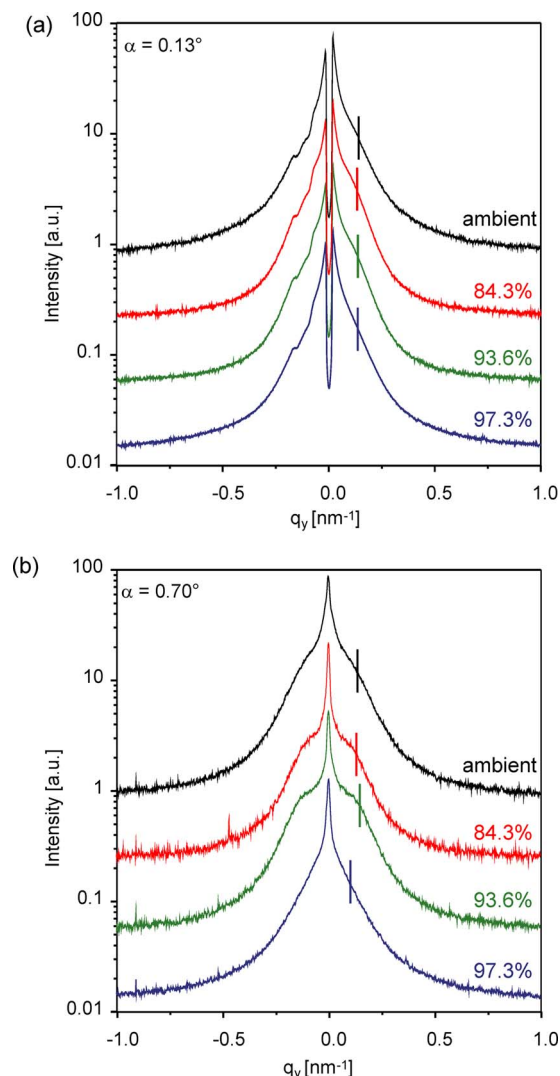 (a)
100
α = 0.13°
10
1
0.1
0.01
Intensity [a.u.]
ambient
84.3%
93.6%
97.3%
-1.0 -0.5 0.0 0.5 1.0
qy [nm-1]
(b)
100
α = 0.70°
10
1
0.1
0.01
Intensity [a.u.]
ambient
84.3%
93.6%
97.3%
-1.0 -0.5 0.0 0.5 1.0
qy [nm-1]